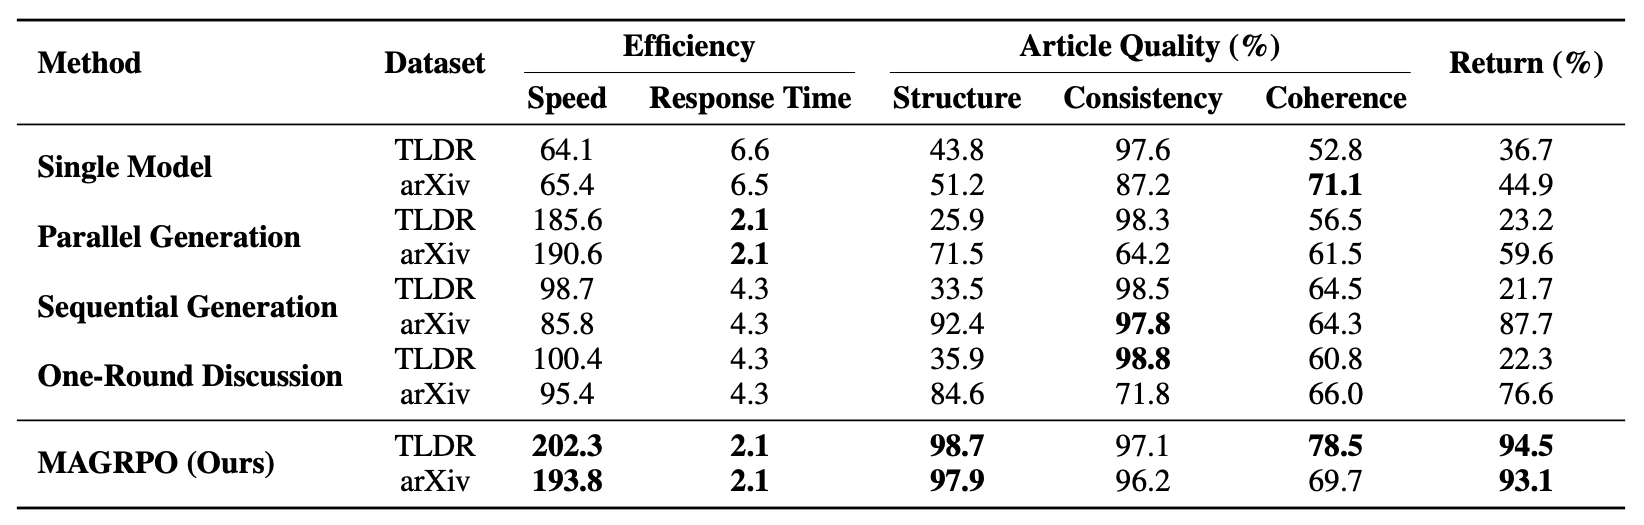 Method Dataset Efficiency Article Quality (%) Return (%)
Speed Response Time Structure Consistency Coherence
Single Model TLDR 64.1 6.6 43.8 97.6 52.8 36.7
arXiv 65.4 6.5 51.2 87.2 71.1 44.9
Parallel Generation TLDR 185.6 2.1 25.9 98.3 56.5 23.2
arXiv 190.6 2.1 71.5 64.2 61.5 59.6
Sequential Generation TLDR 98.7 4.3 33.5 98.5 64.5 21.7
arXiv 85.8 4.3 92.4 97.8 64.3 87.7
One-Round Discussion TLDR 100.4 4.3 35.9 98.8 60.8 22.3
arXiv 95.4 4.3 84.6 71.8 66.0 76.6
MAGRPO (Ours) TLDR 202.3 2.1 98.7 97.1 78.5 94.5
arXiv 193.8 2.1 97.9 96.2 69.7 93.1